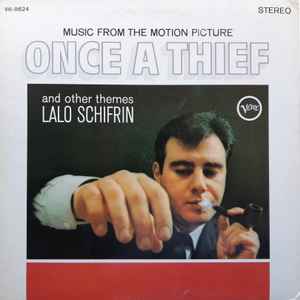 V6-8624
STEREO
MUSIC FROM THE MOTION PICTURE
ONCE A THIEF
and other themes
LALO SCHIFRIN
VERVE